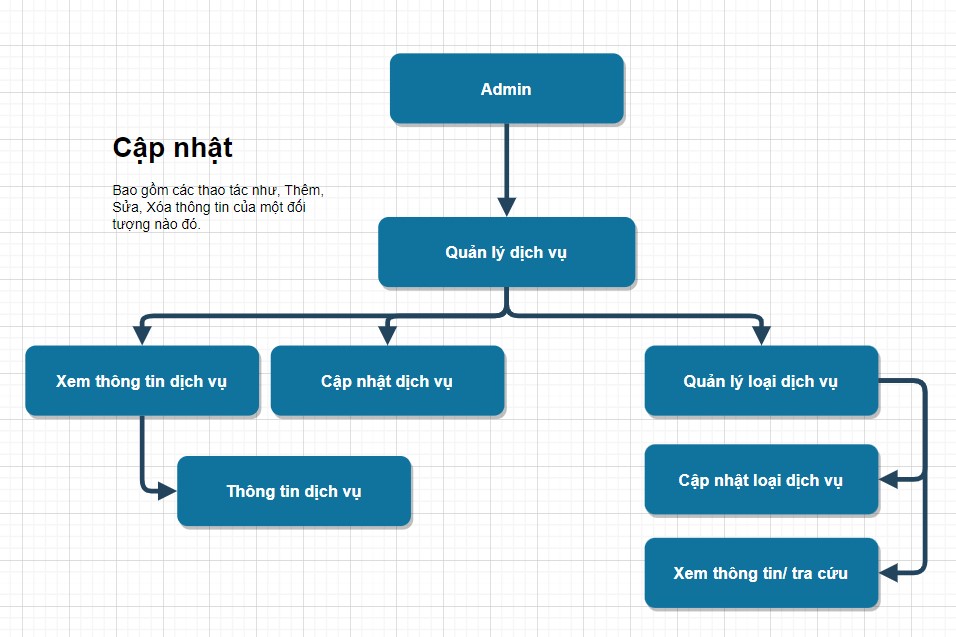 Admin
Cập nhật
Bao gồm các thao tác như, Thêm,
Sửa, Xóa thông tin của một đối
tượng nào đó.
Quản lý dịch vụ
Xem thông tin dịch vụ
Cập nhật dịch vụ
Quản lý loại dịch vụ
Thông tin dịch vụ
Cập nhật loại dịch vụ
Xem thông tin/ tra cứu